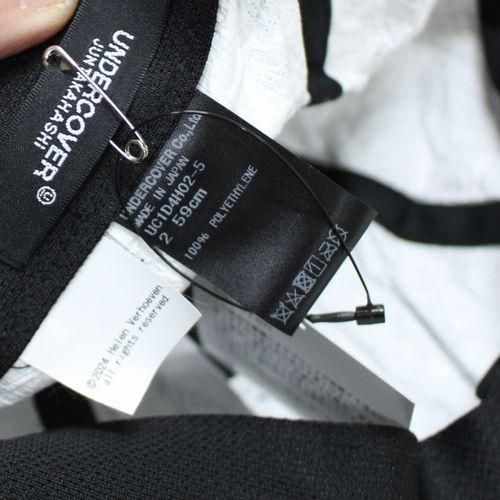 UNDERCOVER®
JUN TAKAHASHI
UNDERCOVER Co.,Ltd
MADE IN JAPAN
UC1D4H02-5
2 59cm
100% POLYETHYLENE
©2024 Helen Verhoeven
all rights reserved